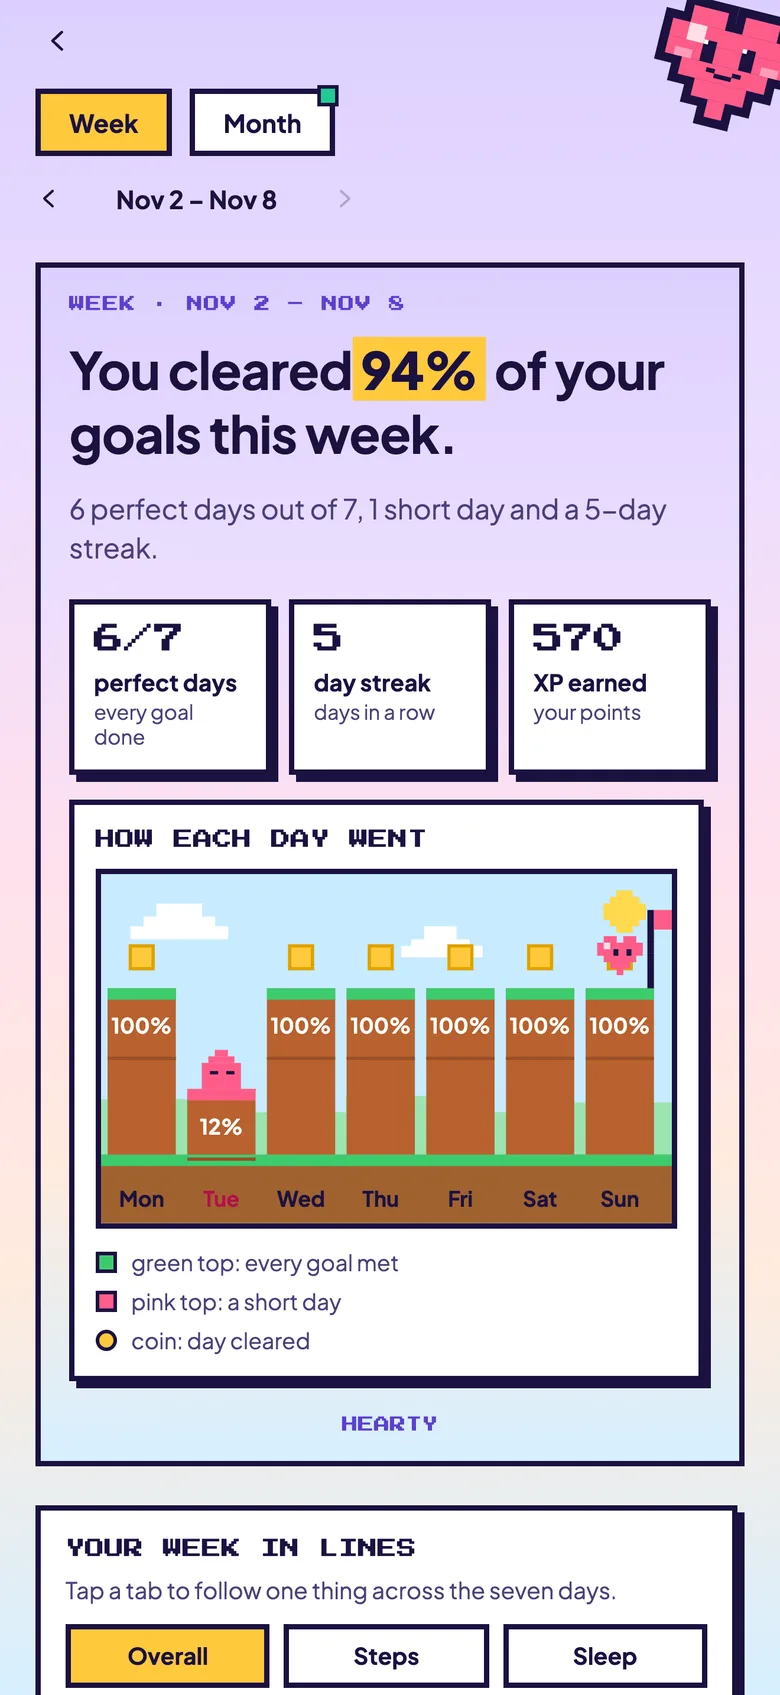 Week
Month
Nov 2 – Nov 8
WEEK · NOV 2 – NOV 8
You cleared 94% of your
goals this week.
6 perfect days out of 7, 1 short day and a 5–day
streak.
6/7
perfect days
every goal
done
5
day streak
days in a row
570
XP earned
your points
HOW EACH DAY WENT
100%
12%
100%
100%
100%
100%
100%
Mon
Tue
Wed
Thu
Fri
Sat
Sun
green top: every goal met
pink top: a short day
coin: day cleared
HEARTY
YOUR WEEK IN LINES
Tap a tab to follow one thing across the seven days.
Overall
Steps
Sleep